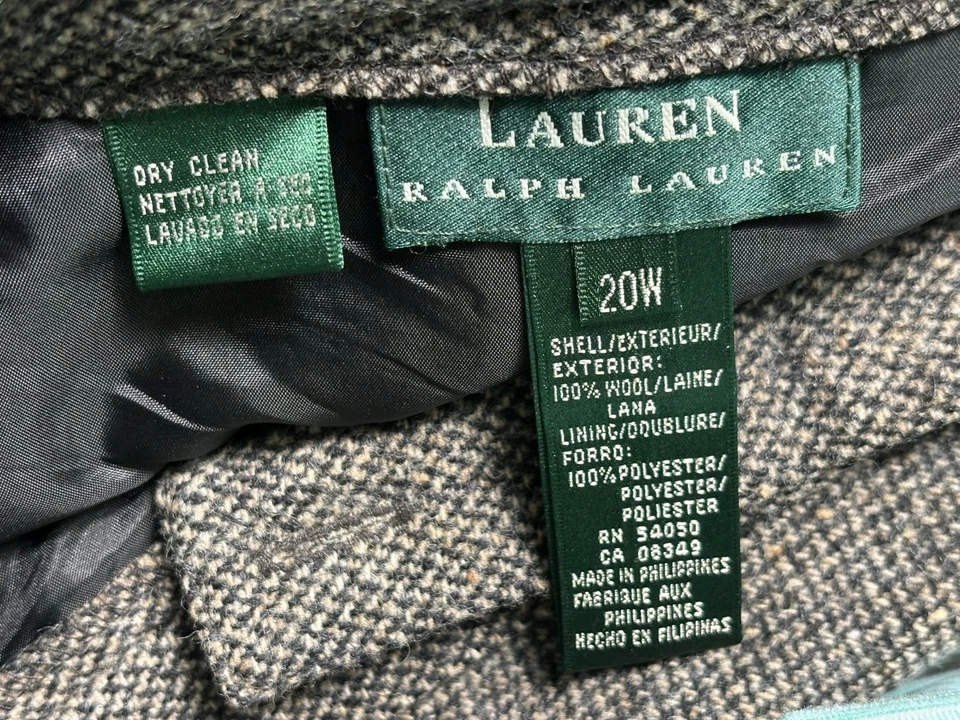 DRY CLEAN
NETTOYER A SEC
LAVADO EN SECO
LAUREN
RALPH LAUREN
20W
SHELL/EXTERIEUR/
EXTERIOR:
100% WOOL/LAINE/
LANA
LINING/DOUBLURE/
FORRO:
100%POLYESTER/
POLYESTER/
POLIESTER
RN 54050
CA 08349
MADE IN PHILIPPINES
FABRIQUE AUX
PHILIPPINES
HECHO EN FILIPINAS